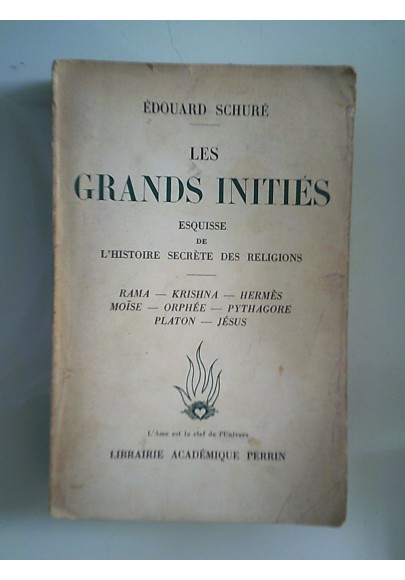 ÉDOUARD SCHURÉ
LES
GRANDS INITIÉS
ESQUISSE
DE
L'HISTOIRE SECRÈTE DES RELIGIONS
RAMA — KRISHNA — HERMÈS
MOÏSE — ORPHÉE — PYTHAGORE
PLATON — JÉSUS
L'Ame est la clef de l'Univers
LIBRAIRIE ACADÉMIQUE PERRIN